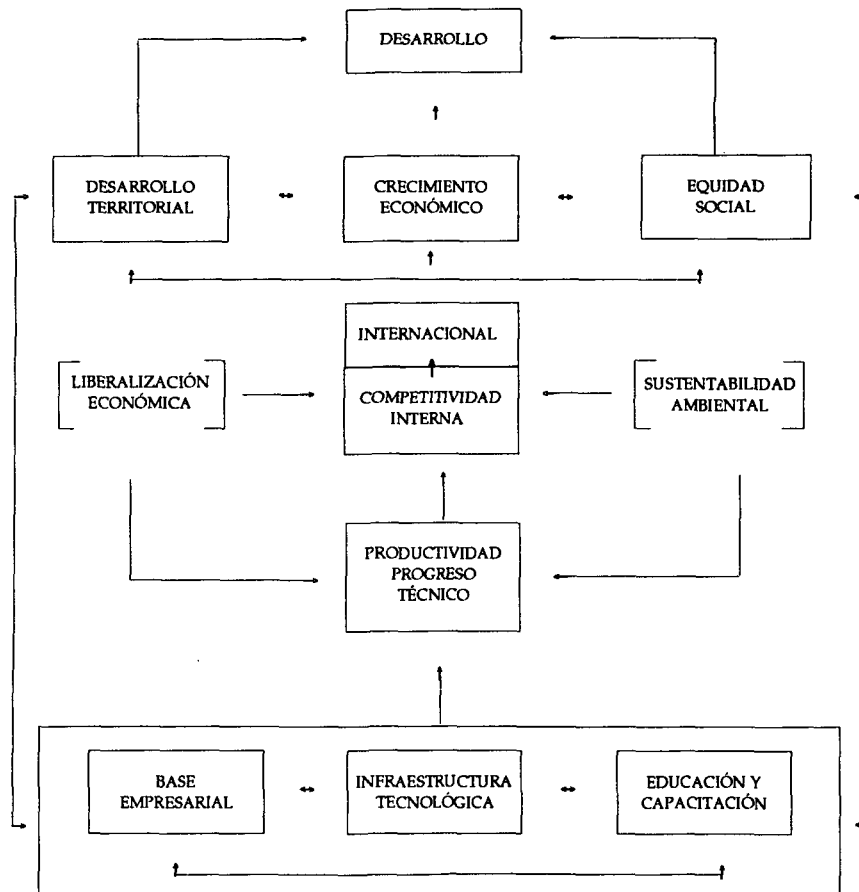 DESARROLLO
DESARROLLO
TERRITORIAL
CRECIMIENTO
ECONÓMICO
EQUIDAD
SOCIAL
INTERNACIONAL
LIBERALIZACIÓN
ECONÓMICA
COMPETITIVIDAD
INTERNA
SUSTENTABILIDAD
AMBIENTAL
PRODUCTIVIDAD
PROGRESO
TÉCNICO
BASE
EMPRESARIAL
INFRAESTRUCTURA
TECNOLÓGICA
EDUCACIÓN Y
CAPACITACIÓN